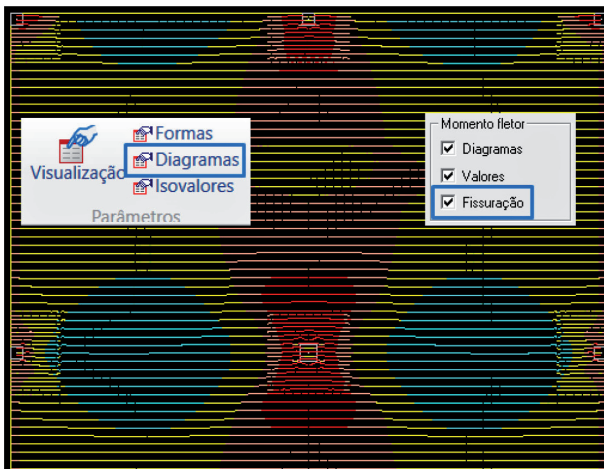 Visualização
Formas
Diagramas
Isovalores
Parâmetros
Momento fletor
Diagramas
Valores
Fissuração